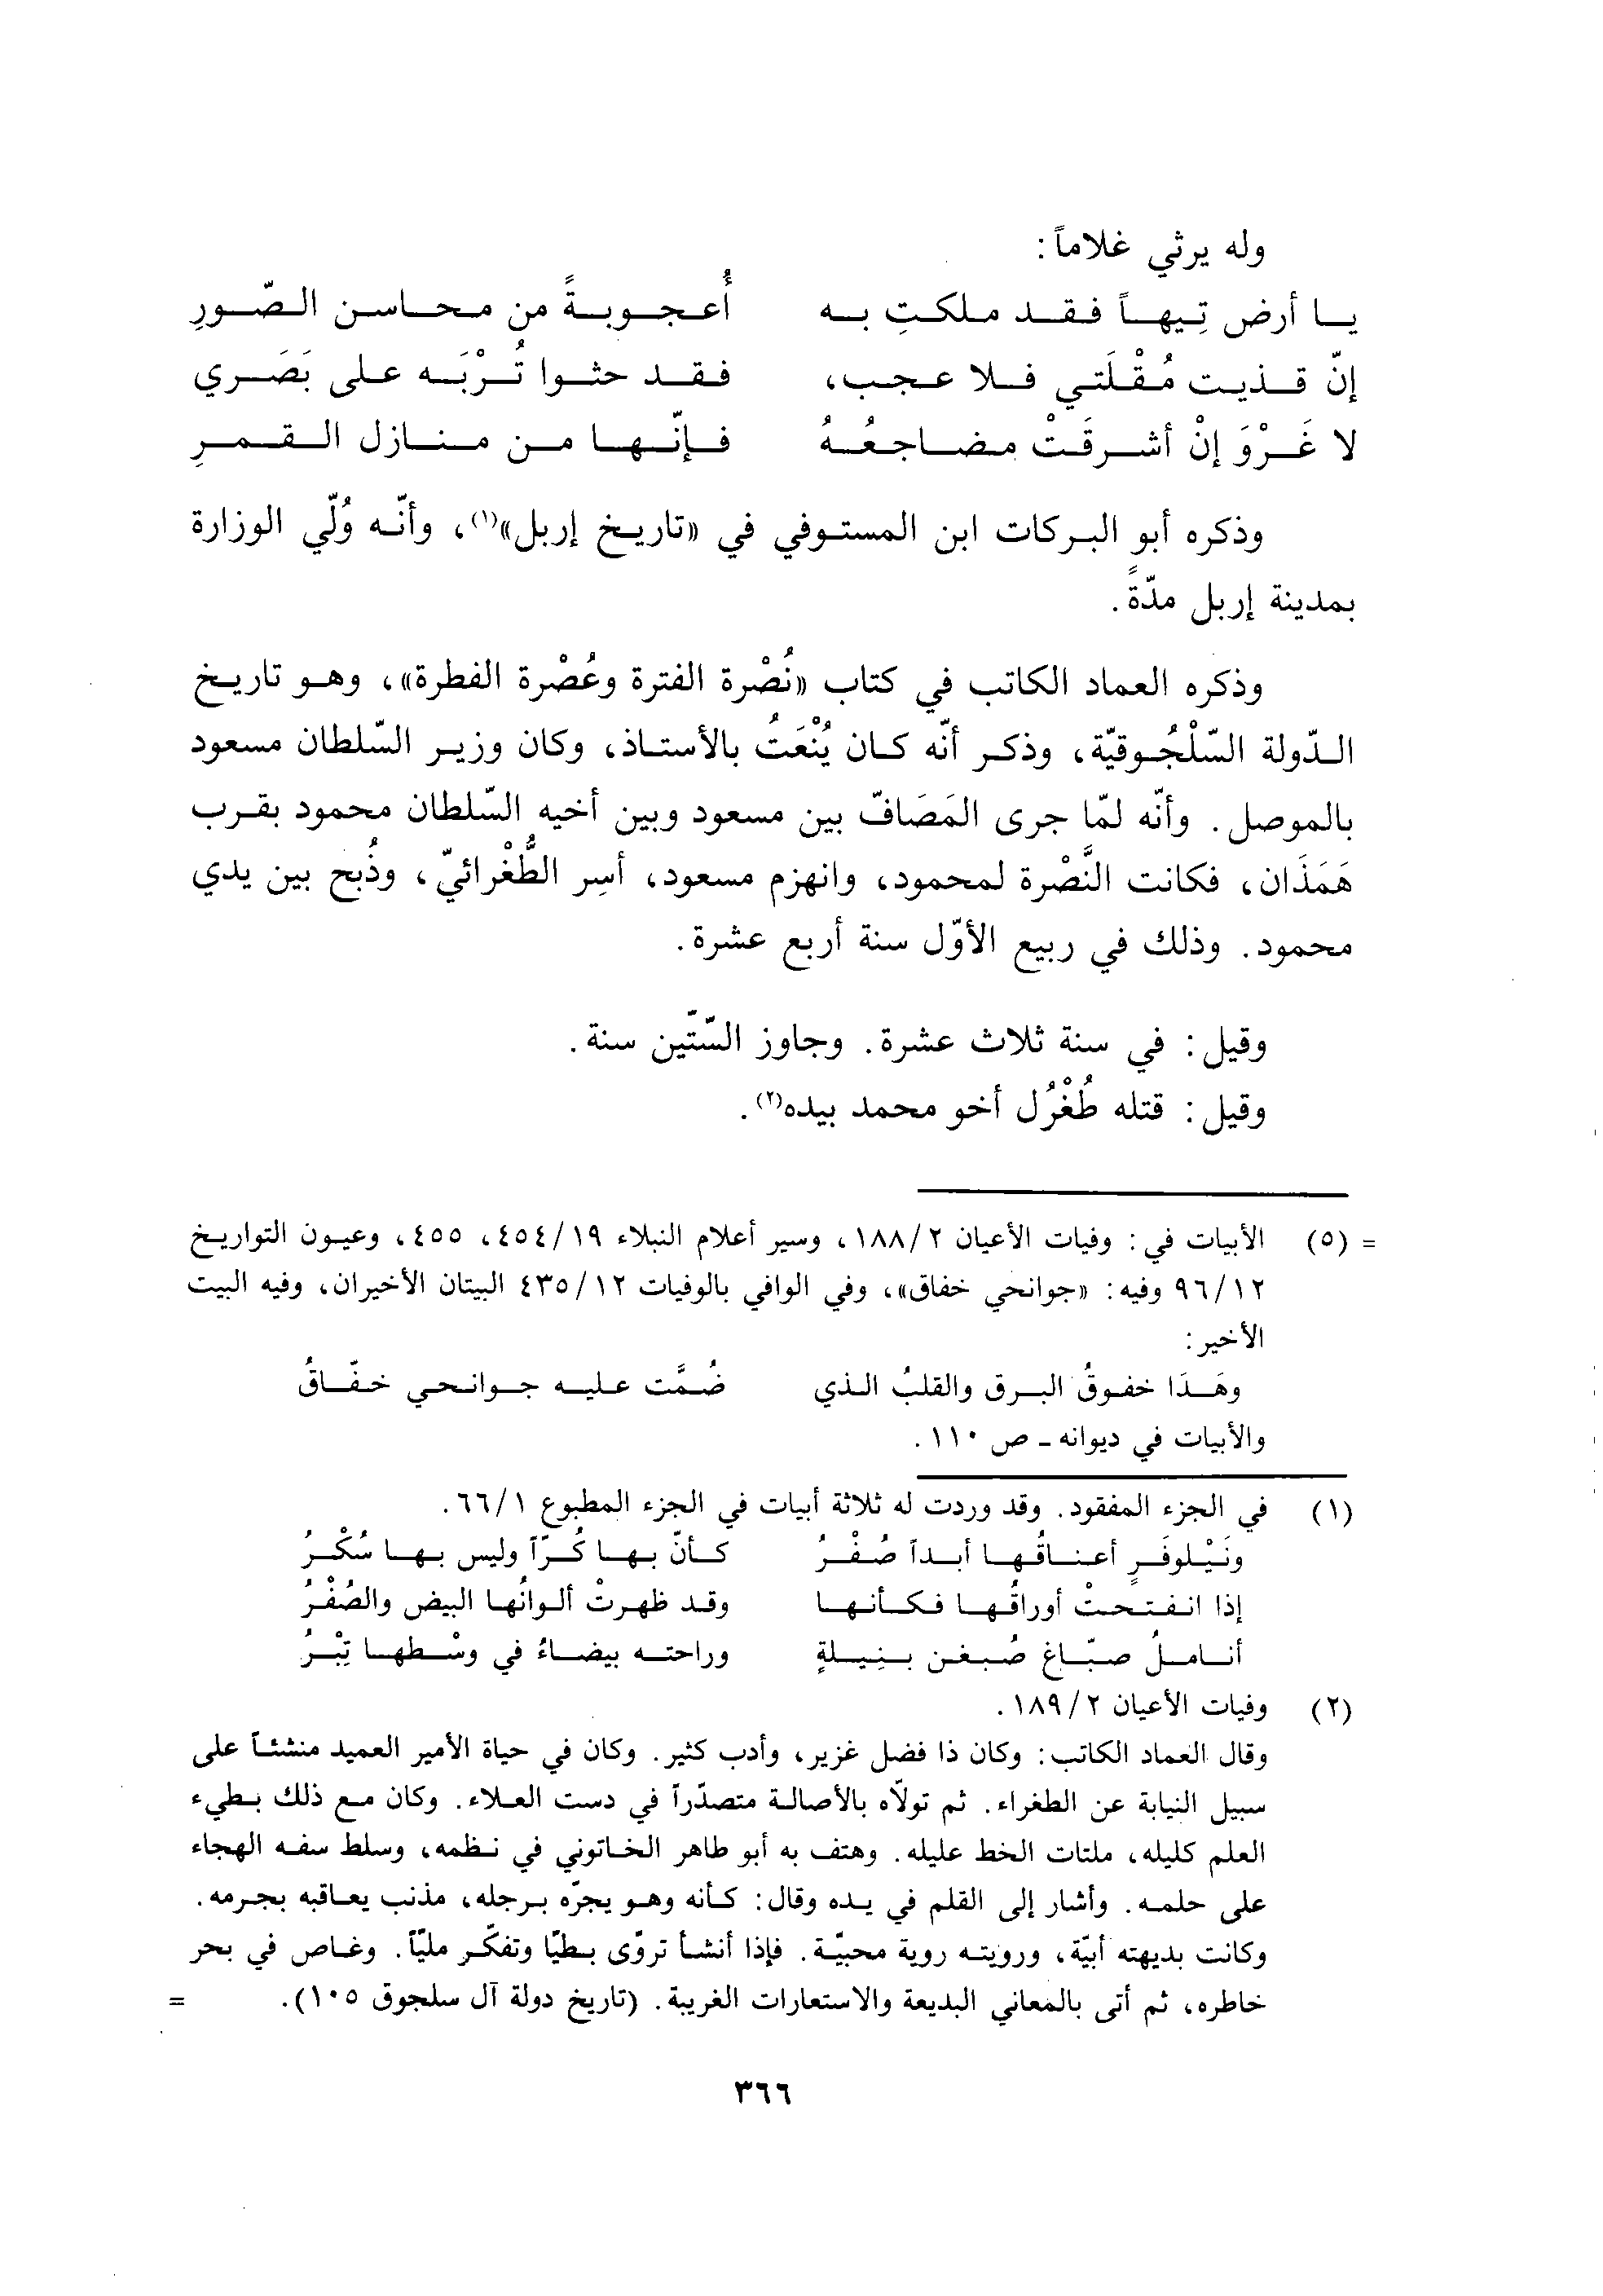 وله يرثي غلاماً:
يا أرض تِيهاً فقد ملكتِ به أُعجوبةً من محاسن الصّورِ
إنّ قذيت مُقْلَتي فلا عجب، فقد حثوا تُرْبَه على بَصَري
لا غَرْوَ إنْ أشرقَتْ مضاجعُهُ فإنّها من منازل القمرِ
وذكره أبو البركات ابن المستوفي في «تاريخ إربل»(١)، وأنّه وُلّي الوزارة
بمدينة إربل مدّةً.
وذكره العماد الكاتب في كتاب «نُصْرة الفترة وعُصْرة الفطرة»، وهو تاريخ
الدّولة السّلْجُوقيّة، وذكر أنّه كان يُنْعَتُ بالأستاذ، وكان وزير السّلطان مسعود
بالموصل. وأنّه لمّا جرى المَصَافّ بين مسعود وبين أخيه السّلطان محمود بقرب
هَمَذَان، فكانت النَّصْرة لمحمود، وانهزم مسعود، أسِر الطُّغْرائيّ، وذُبح بين يدي
محمود. وذلك في ربيع الأوّل سنة أربع عشرة.
وقيل: في سنة ثلاث عشرة. وجاوز السّتّين سنة.
وقيل: قتله طُغْرُل أخو محمد بيده(٢).
= (٥) الأبيات في: وفيات الأعيان ١٨٨/٢، وسير أعلام النبلاء ٤٥٤/١٩، ٤٥٥، وعيون التواريخ
٩٦/١٢ وفيه: «جوانحي خفاق»، وفي الوافي بالوفيات ٤٣٥/١٢ البيتان الأخيران، وفيه البيت
الأخير:
وهَذَا خفوقُ البرق والقلبُ الذي ضُمَّت عليه جوانحي خفّاقُ
والأبيات في ديوانه ـ ص ١١٠.
(١) في الجزء المفقود. وقد وردت له ثلاثة أبيات في الجزء المطبوع ٦٦/١.
ونَيْلوفَرٍ أعناقُها أبداً صُفْرُ كأنّ بها كُرّاً وليس بها سُكْرُ
إذا انفتحتْ أوراقُها فكأنها وقد ظهرتْ ألوانُها البيض والصُفْرُ
أناملُ صبّاغ صُبغن بنِيلةٍ وراحته بيضاءُ في وسْطها تِبْرُ
(٢) وفيات الأعيان ١٨٩/٢.
وقال العماد الكاتب: وكان ذا فضل غزير، وأدب كثير. وكان في حياة الأمير العميد منشئاً على
سبيل النيابة عن الطغراء. ثم تولّاه بالأصالة متصدّراً في دست العلاء. وكان مع ذلك بطيء
العلم كليله، ملتات الخط عليله. وهتف به أبو طاهر الخاتوني في نظمه، وسلط سفه الهجاء
على حلمه. وأشار إلى القلم في يده وقال: كأنه وهو يجرّه برجله، مذنب يعاقبه بجرمه.
وكانت بديهته أبيّة، ورويته روية محبيّة. فإذا أنشأ تروّى بطيّا وتفكّر مليّاً. وغاص في بحر
خاطره، ثم أتى بالمعاني البديعة والاستعارات الغريبة. (تاريخ دولة آل سلجوق ١٠٥). =
٣٦٦